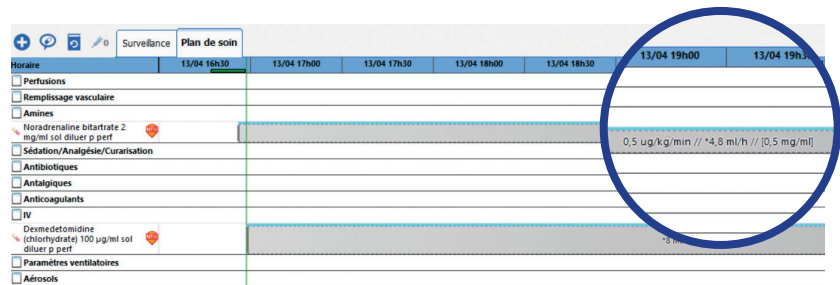 0 Surveillance Plan de soin
Horaire 13/04 16h30 13/04 17h00 13/04 17h30 13/04 18h00 13/04 18h30 13/04 19h00 13/04 19h30
Perfusions
Remplissage vasculaire
Amines
Noradrenaline bitartrate 2
mg/ml sol diluer p perf
0,5 ug/kg/min // *4,8 ml/h // [0,5 mg/ml]
Sédation/Analgésie/Curarisation
Antibiotiques
Antalgiques
Anticoagulants
IV
Dexmedetomidine
(chlorhydrate) 100 µg/ml sol
diluer p perf
*8
Paramètres ventilatoires
Aérosols